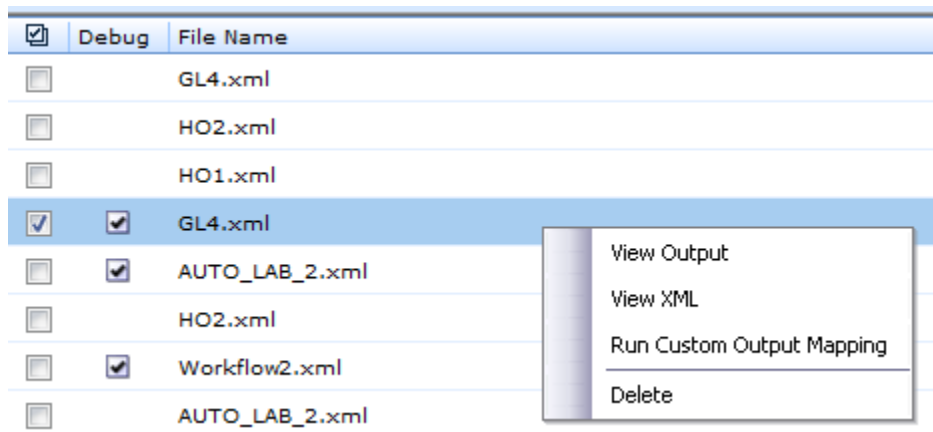 Debug File Name
GL4.xml
HO2.xml
HO1.xml
GL4.xml
View Output
AUTO_LAB_2.xml
View XML
HO2.xml
Run Custom Output Mapping
Workflow2.xml
Delete
AUTO_LAB_2.xml